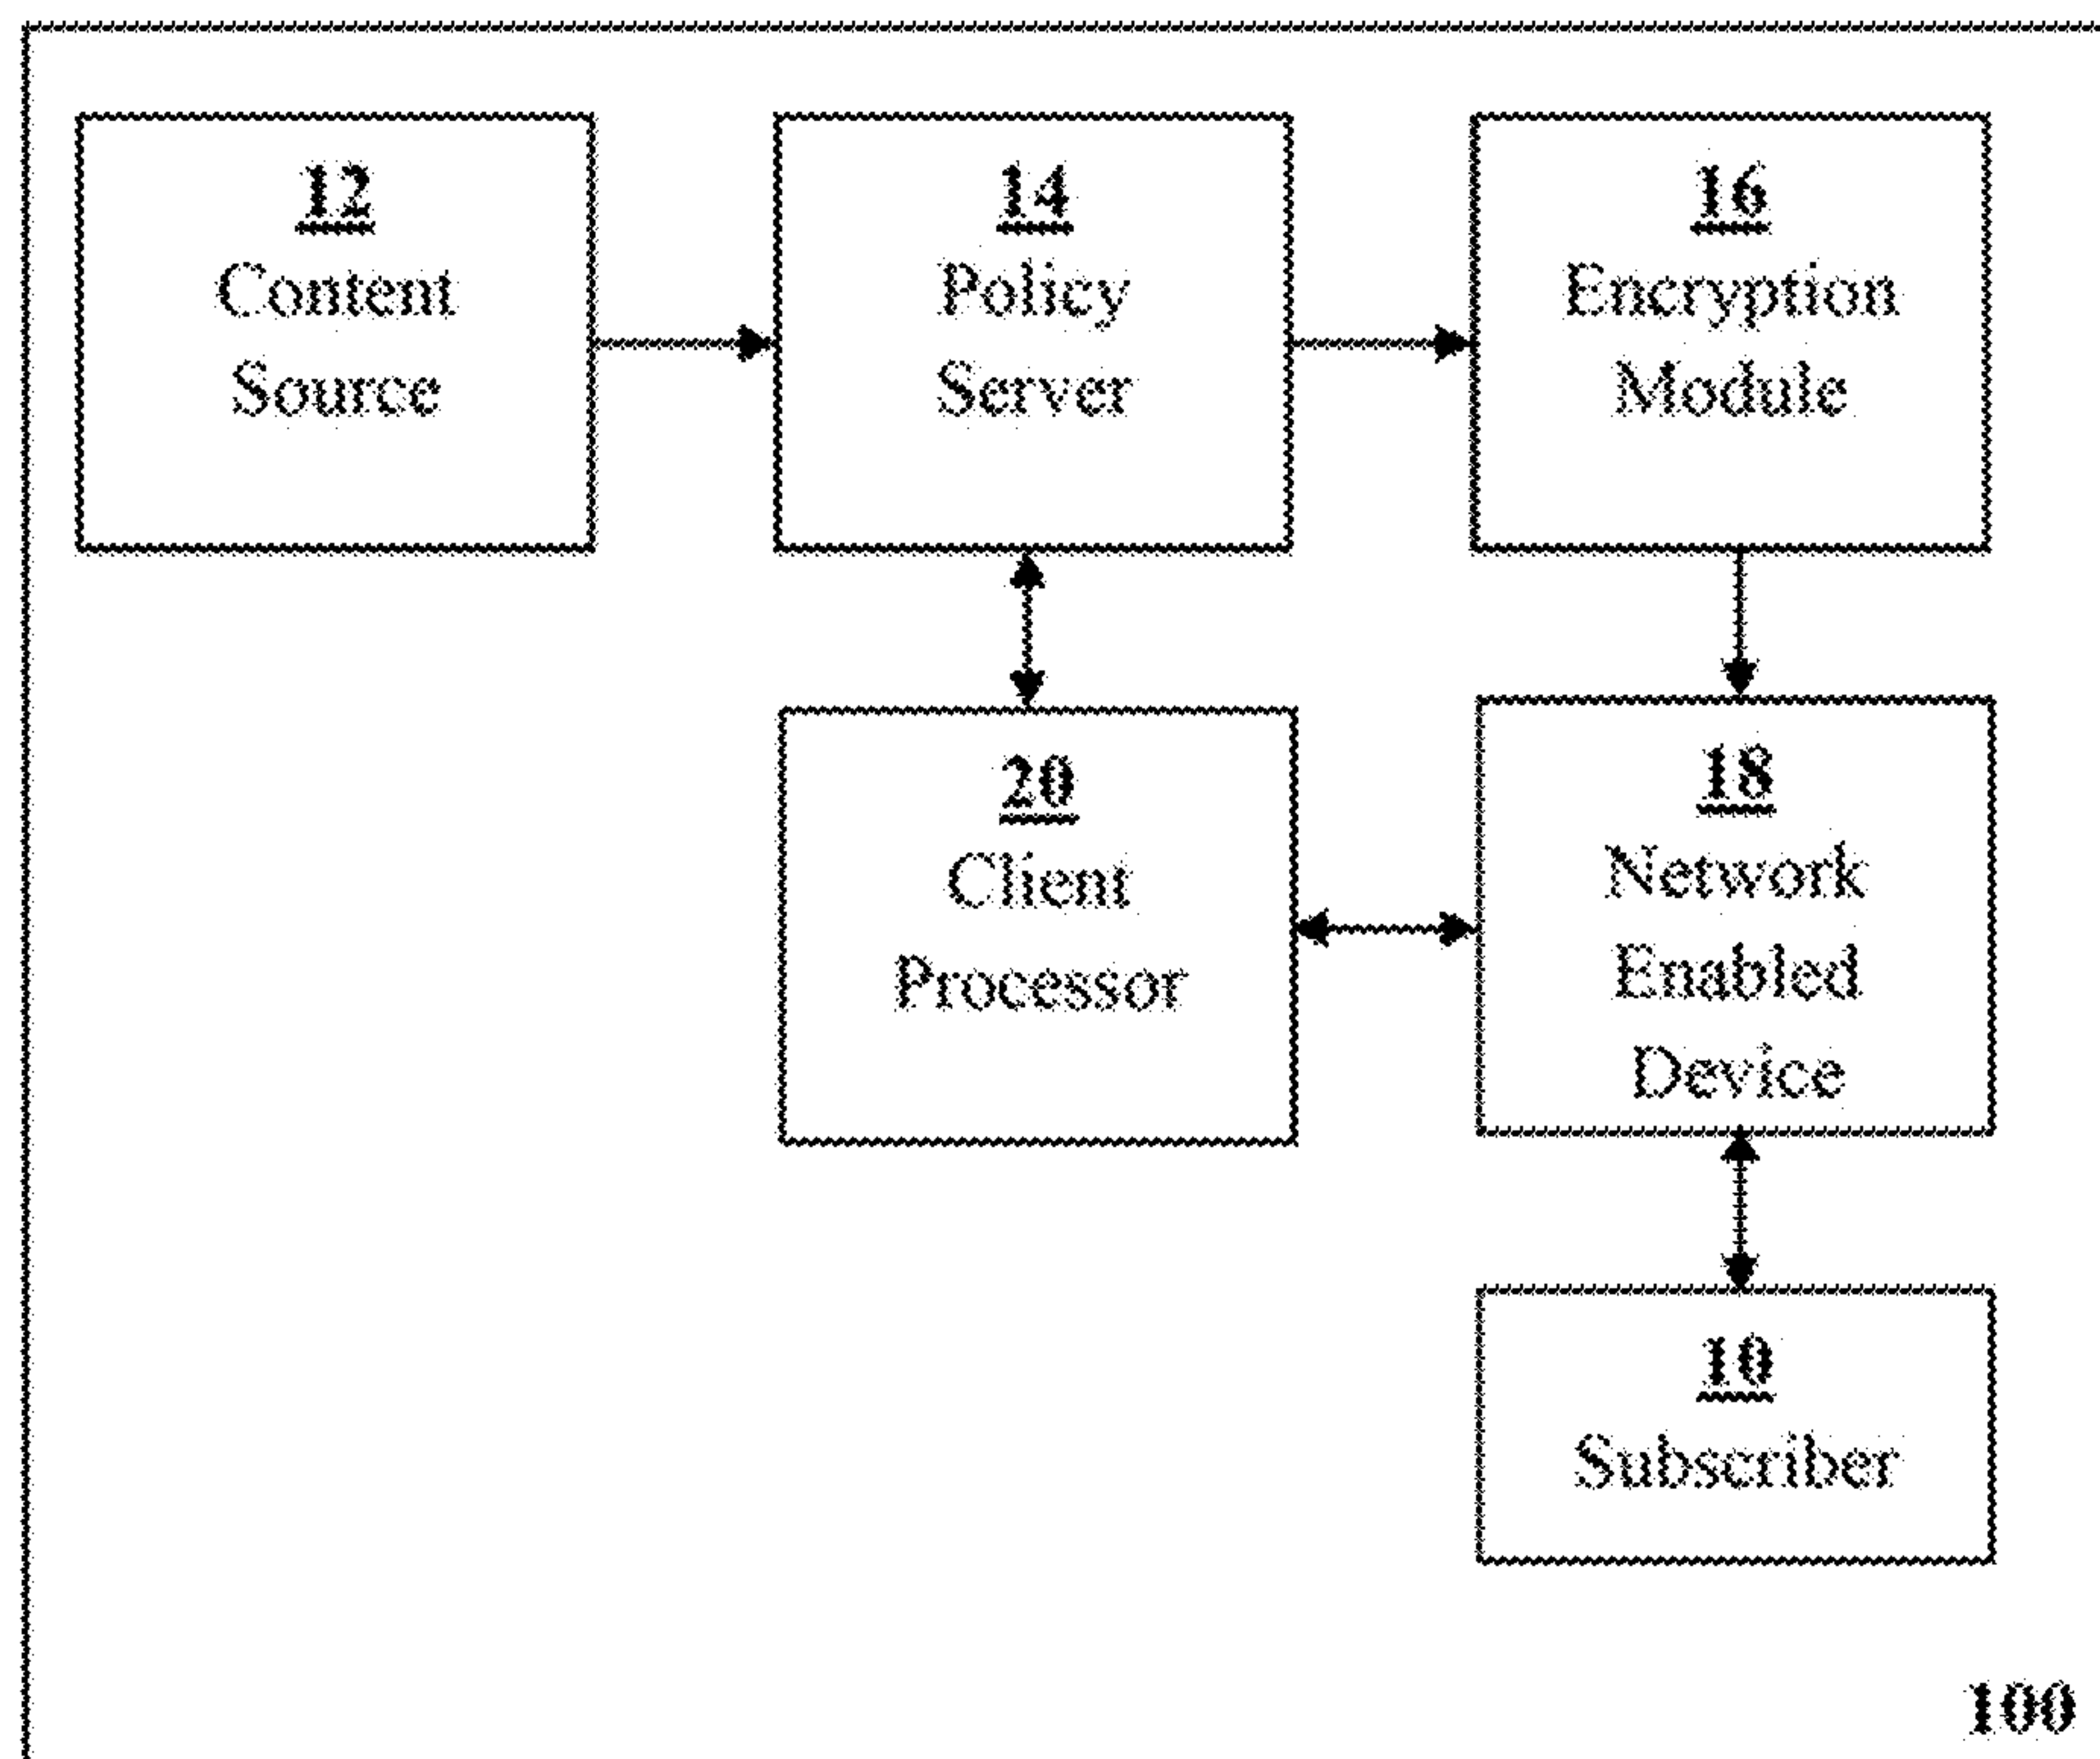 12
Content
Source
14
Policy
Server
16
Encryption
Module
20
Client
Processor
18
Network
Enabled
Device
10
Subscriber
100